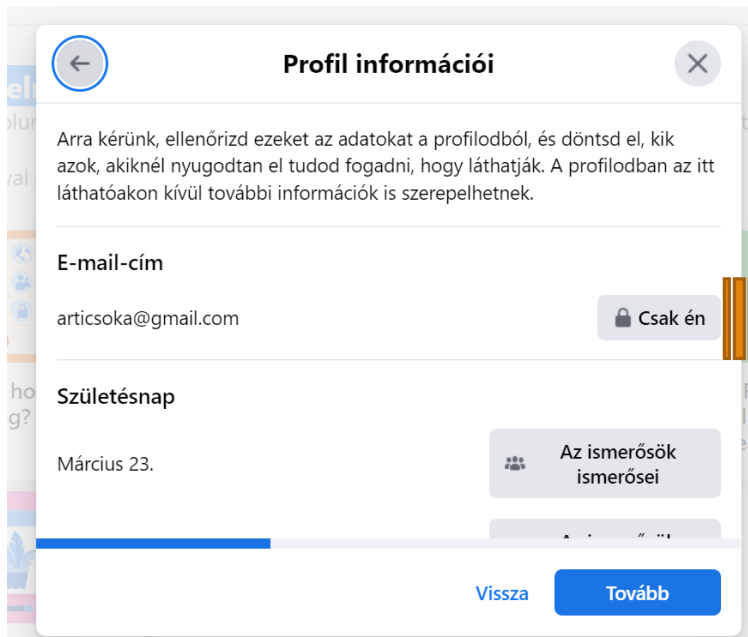 Profil információi
Arra kérünk, ellenőrizd ezeket az adatokat a profilodból, és döntsd el, kik
azok, akiknél nyugodtan el tudod fogadni, hogy láthatják. A profilodban az itt
láthatóakon kívül további információk is szerepelhetnek.
E-mail-cím
articsoka@gmail.com
Csak én
Születésnap
Március 23.
Az ismerősök
ismerősei
Vissza
Tovább